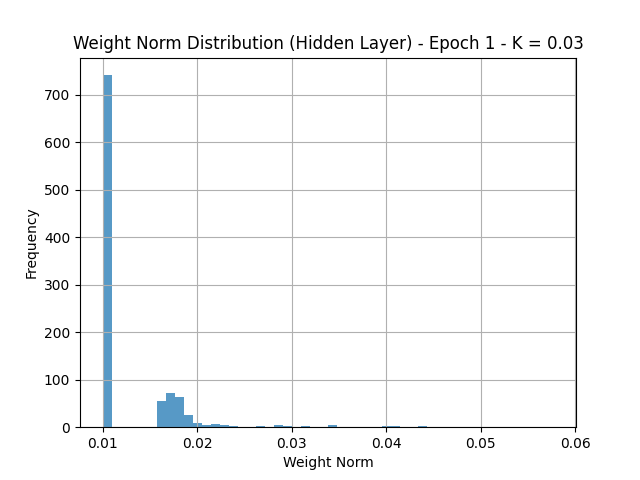 Weight Norm Distribution (Hidden Layer) - Epoch 1 - K = 0.03
700
600
500
400
300
200
100
0
Frequency
0.01 0.02 0.03 0.04 0.05 0.06
Weight Norm